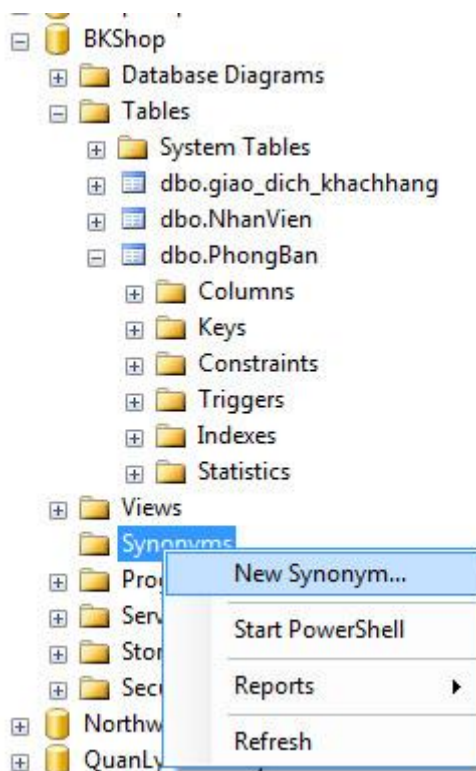 BKShop
Database Diagrams
Tables
System Tables
dbo.giao_dich_khachhang
dbo.NhanVien
dbo.PhongBan
Columns
Keys
Constraints
Triggers
Indexes
Statistics
Views
Synonyms
New Synonym...
Start PowerShell
Reports
Refresh